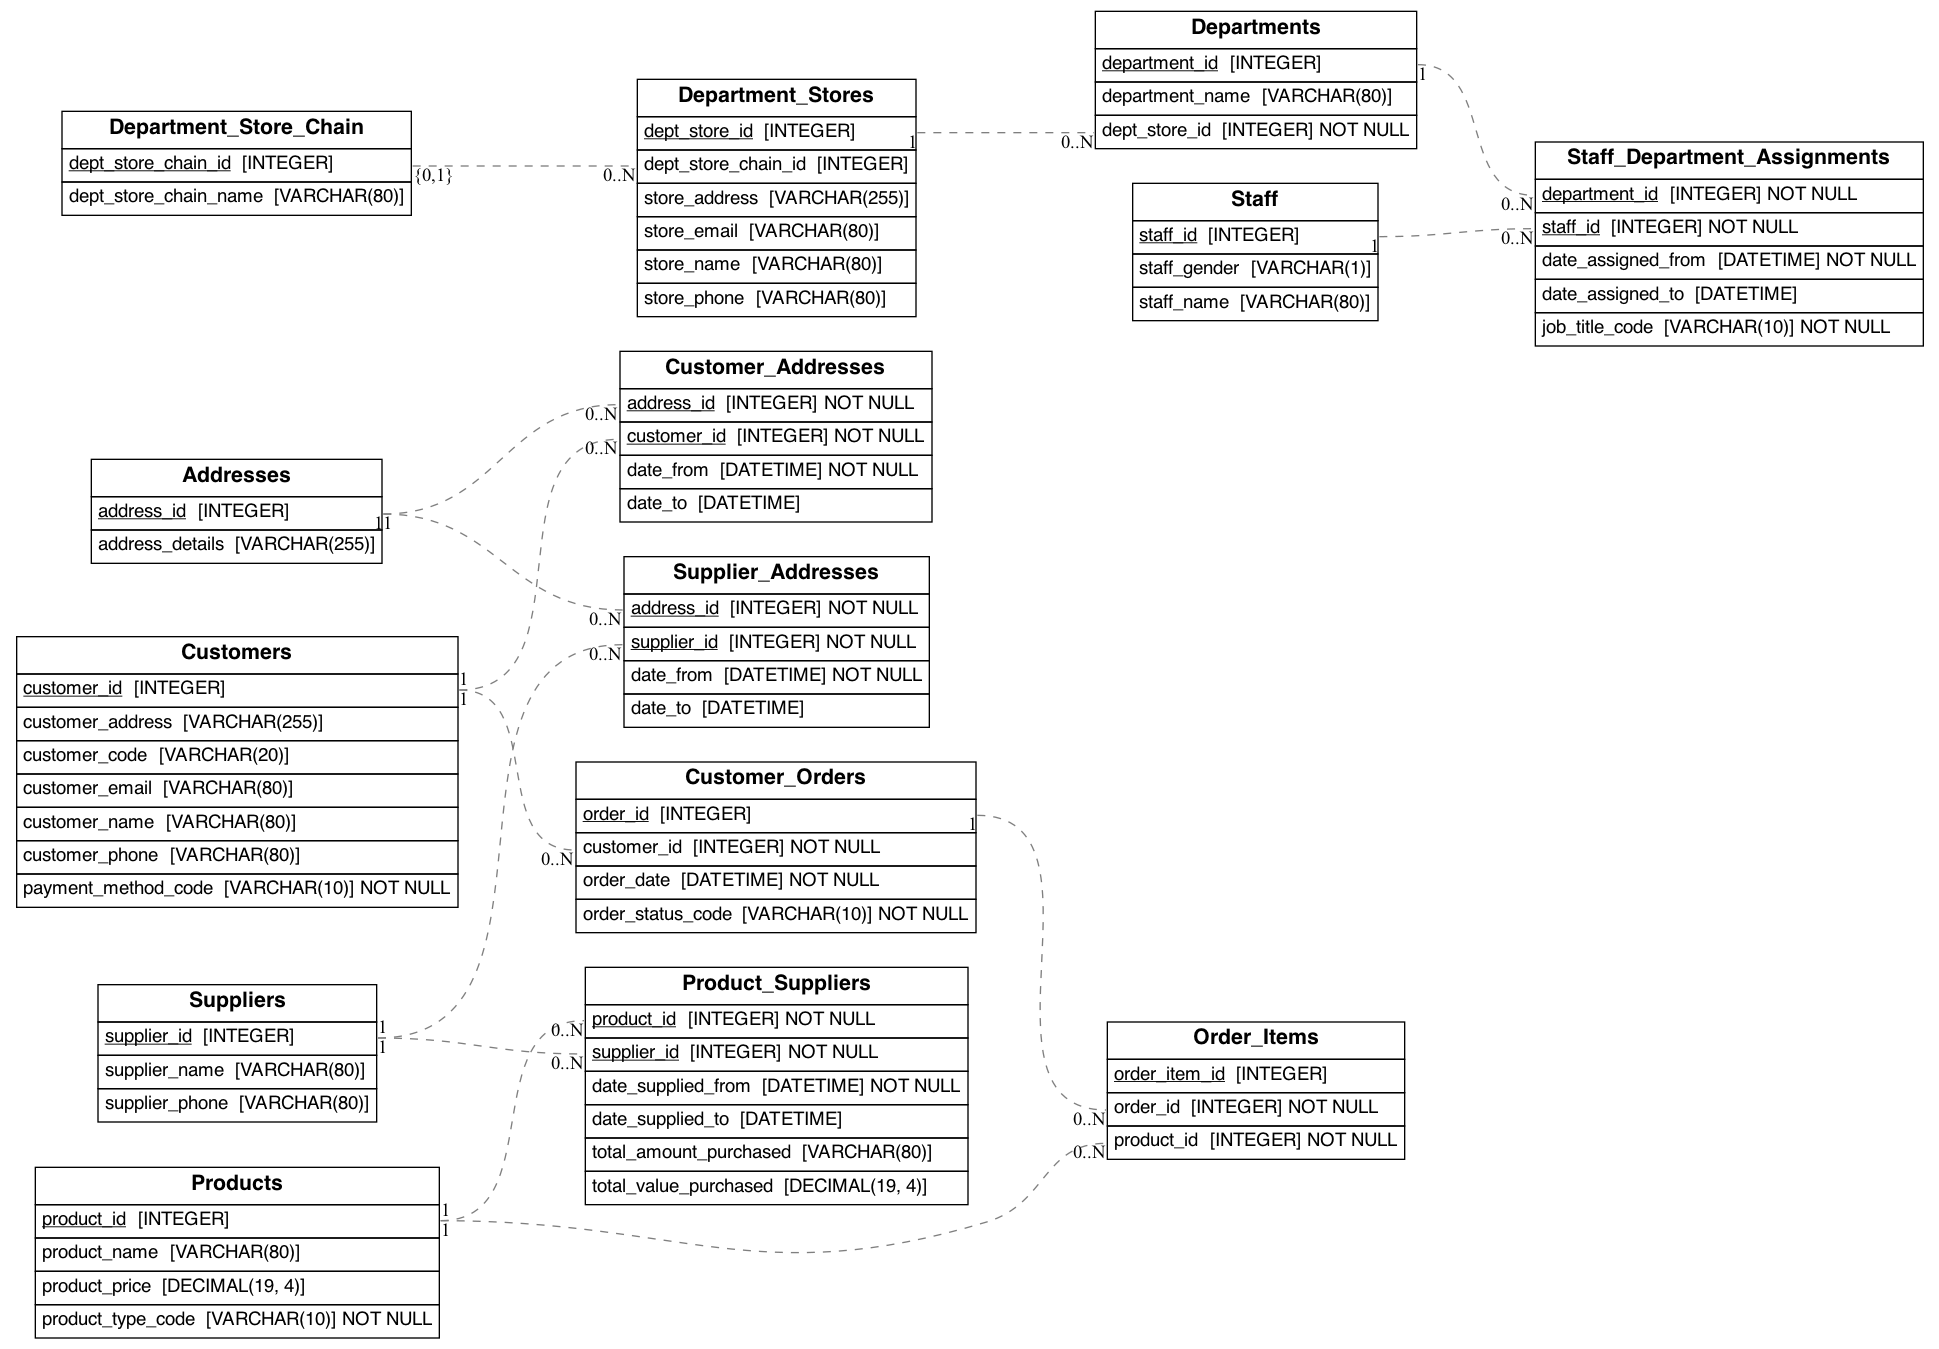 Departments
department_id [INTEGER]
department_name [VARCHAR(80)]
dept_store_id [INTEGER] NOT NULL
1
0..N
Department_Stores
dept_store_id [INTEGER]
dept_store_chain_id [INTEGER]
store_address [VARCHAR(255)]
store_email [VARCHAR(80)]
store_name [VARCHAR(80)]
store_phone [VARCHAR(80)]
1
0..N
Department_Store_Chain
dept_store_chain_id [INTEGER]
dept_store_chain_name [VARCHAR(80)]
{0,1}
Staff_Department_Assignments
department_id [INTEGER] NOT NULL
staff_id [INTEGER] NOT NULL
date_assigned_from [DATETIME] NOT NULL
date_assigned_to [DATETIME]
job_title_code [VARCHAR(10)] NOT NULL
0..N
0..N
Staff
staff_id [INTEGER]
staff_gender [VARCHAR(1)]
staff_name [VARCHAR(80)]
1
Customer_Addresses
address_id [INTEGER] NOT NULL
customer_id [INTEGER] NOT NULL
date_from [DATETIME] NOT NULL
date_to [DATETIME]
0..N
0..N
Addresses
address_id [INTEGER]
address_details [VARCHAR(255)]
1
1
Supplier_Addresses
address_id [INTEGER] NOT NULL
supplier_id [INTEGER] NOT NULL
date_from [DATETIME] NOT NULL
date_to [DATETIME]
0..N
0..N
Customers
customer_id [INTEGER]
customer_address [VARCHAR(255)]
customer_code [VARCHAR(20)]
customer_email [VARCHAR(80)]
customer_name [VARCHAR(80)]
customer_phone [VARCHAR(80)]
payment_method_code [VARCHAR(10)] NOT NULL
1
1
Customer_Orders
order_id [INTEGER]
customer_id [INTEGER] NOT NULL
order_date [DATETIME] NOT NULL
order_status_code [VARCHAR(10)] NOT NULL
1
0..N
Suppliers
supplier_id [INTEGER]
supplier_name [VARCHAR(80)]
supplier_phone [VARCHAR(80)]
1
1
Product_Suppliers
product_id [INTEGER] NOT NULL
supplier_id [INTEGER] NOT NULL
date_supplied_from [DATETIME] NOT NULL
date_supplied_to [DATETIME]
total_amount_purchased [VARCHAR(80)]
total_value_purchased [DECIMAL(19, 4)]
0..N
0..N
Order_Items
order_item_id [INTEGER]
order_id [INTEGER] NOT NULL
product_id [INTEGER] NOT NULL
0..N
0..N
Products
product_id [INTEGER]
product_name [VARCHAR(80)]
product_price [DECIMAL(19, 4)]
product_type_code [VARCHAR(10)] NOT NULL
1
1